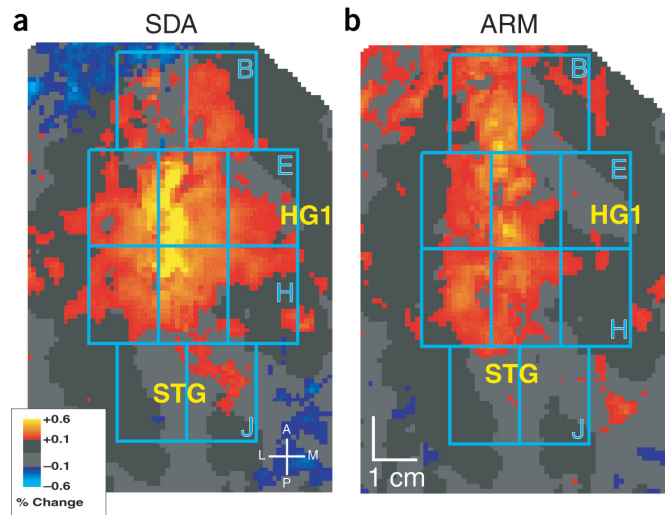 a
SDA
B
E
HG1
H
STG
J
+0.6
+0.1
−0.1
−0.6
% Change
A
L M
P
b
ARM
B
E
HG1
H
STG
J
1 cm